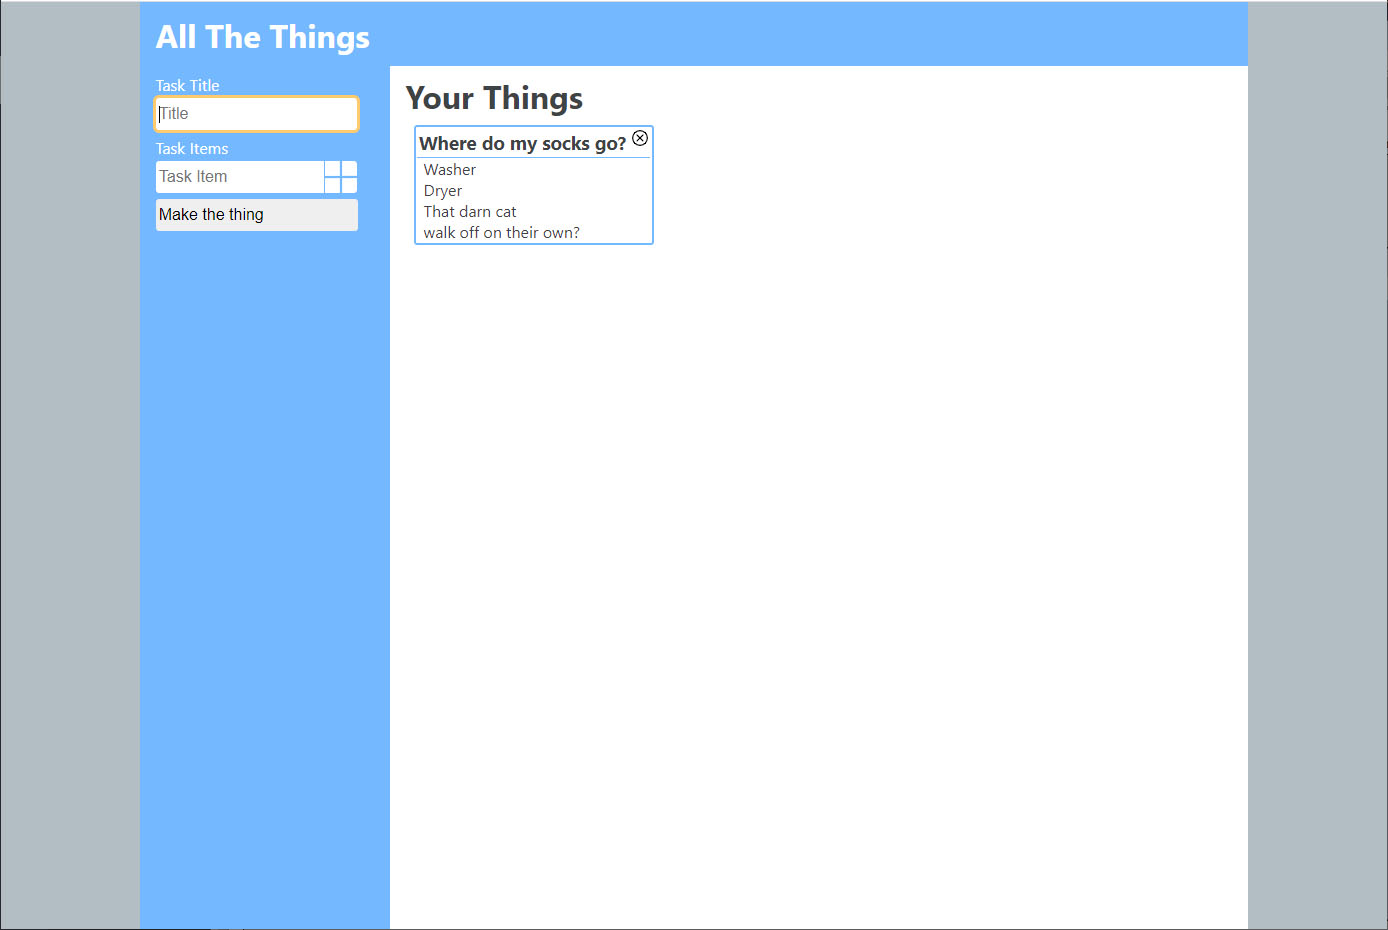 All The Things
Task Title
Title
Task Items
Task Item
Make the thing
Your Things
Where do my socks go?
Washer
Dryer
That darn cat
walk off on their own?